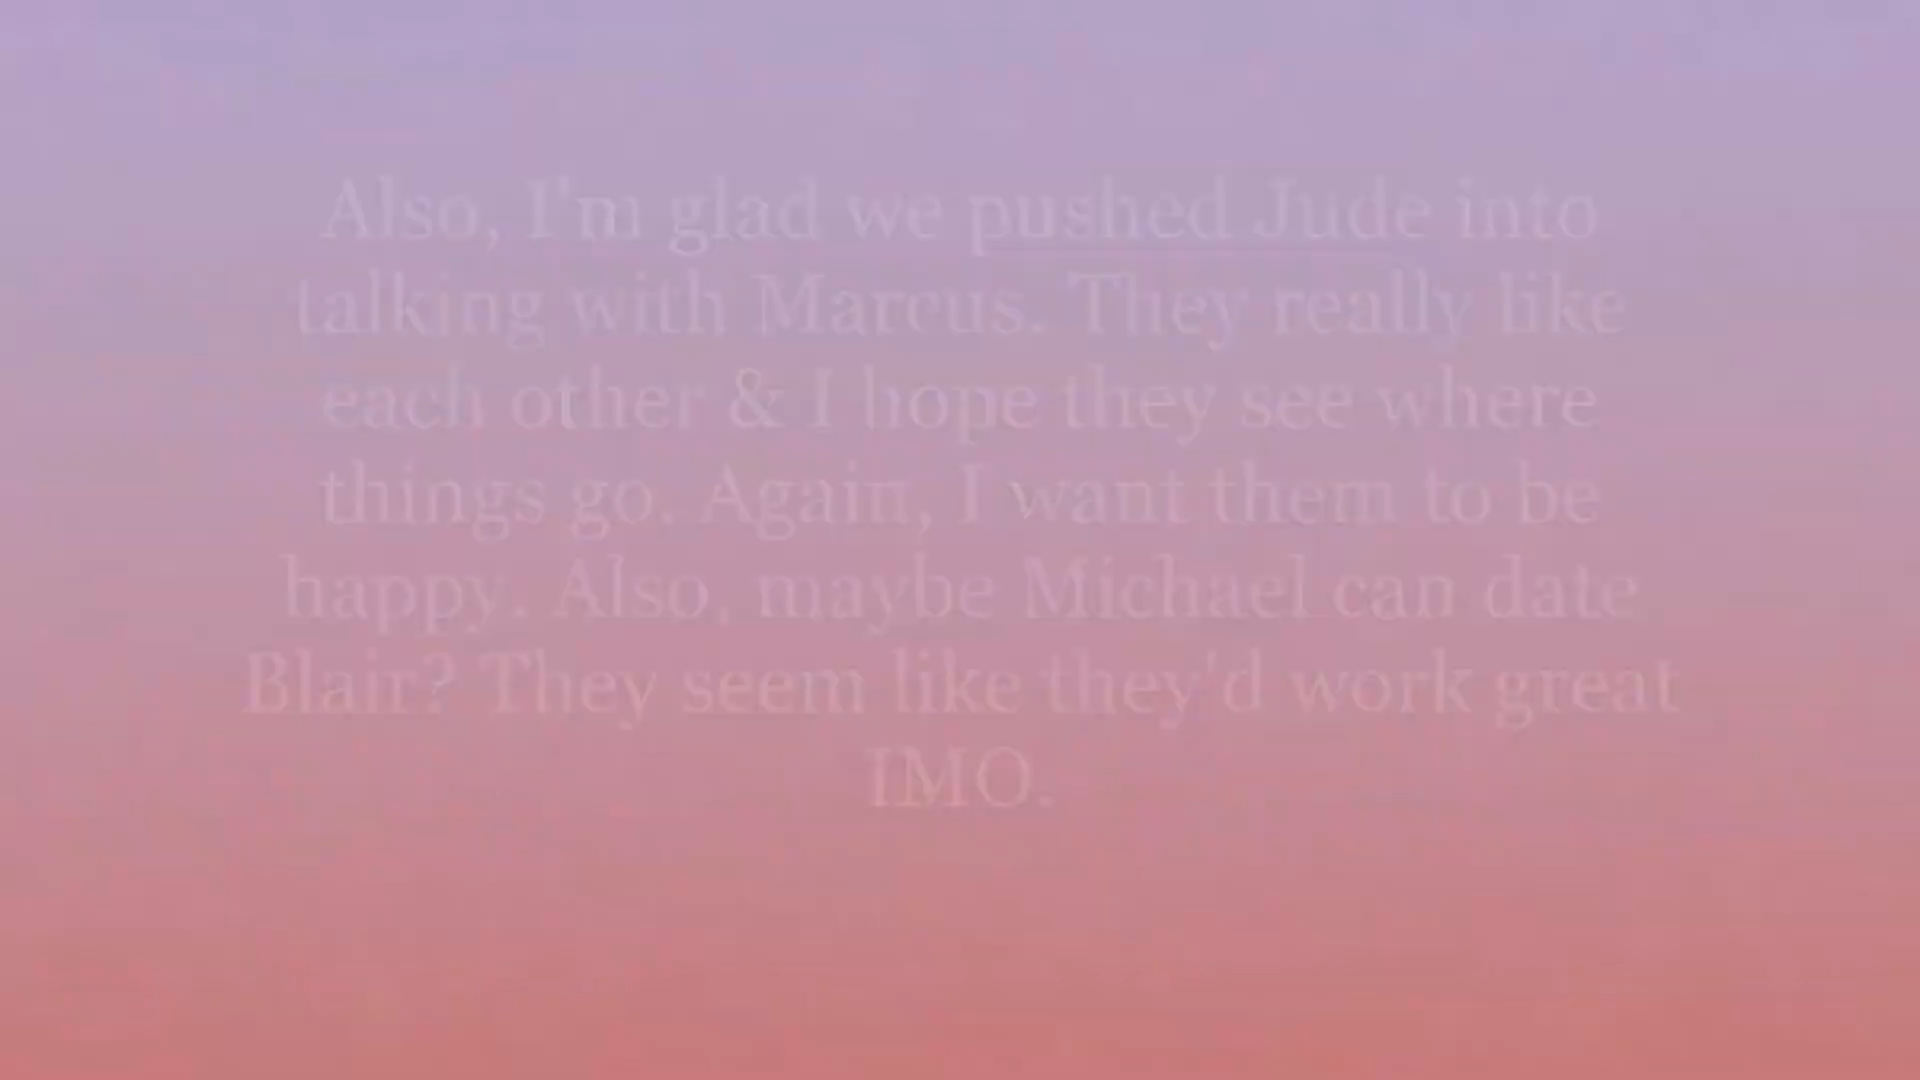 Also, I'm glad we pushed Jude into
talking with Marcus. They really like
each other & I hope they see where
things go. Again, I want them to be
happy. Also, maybe Michael can date
Blair? They seem like they'd work great
IMO.